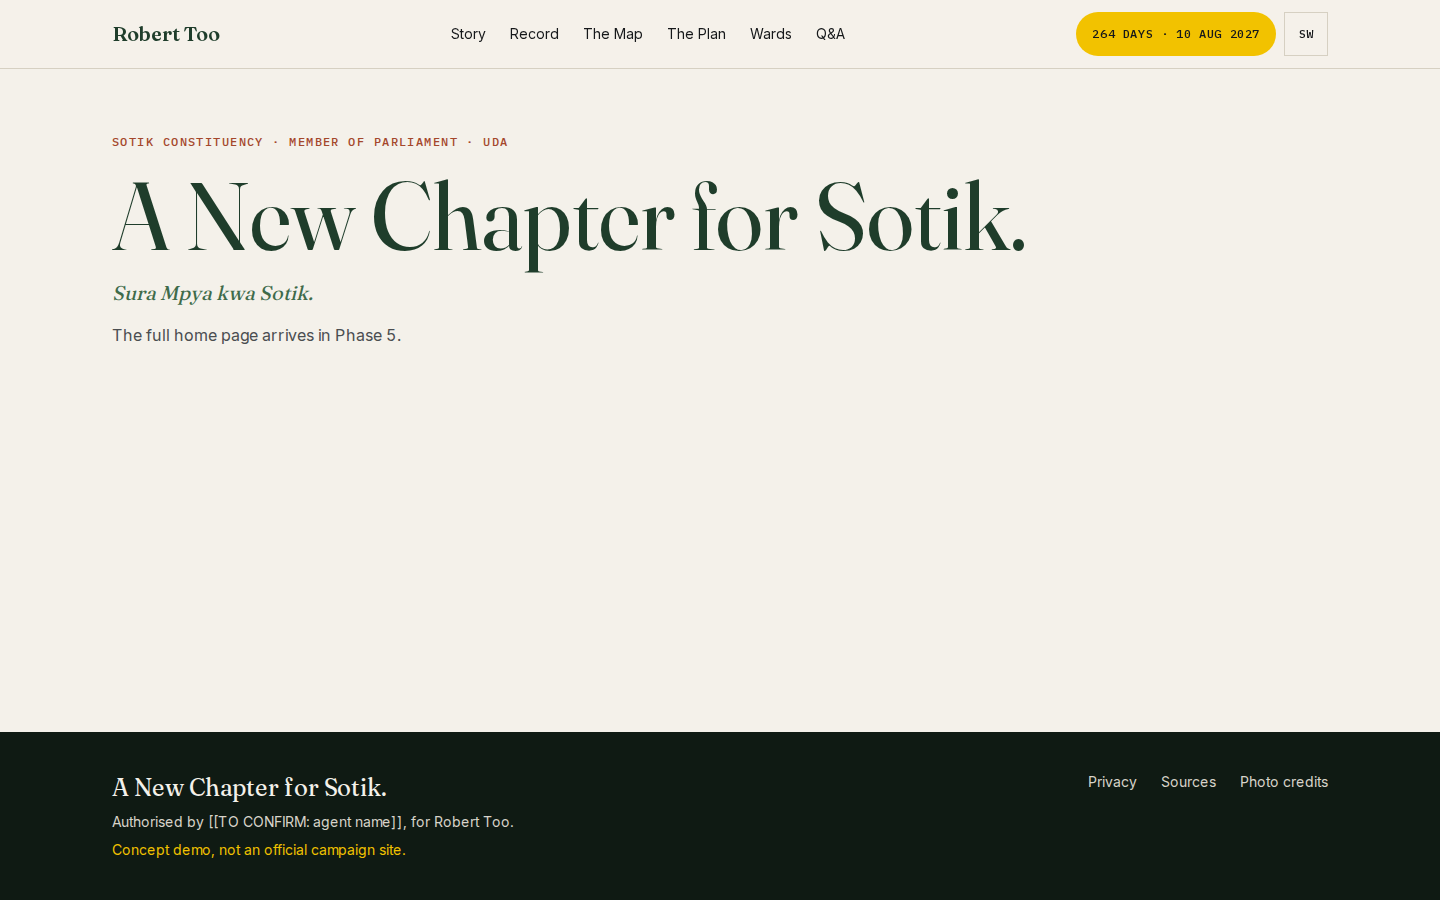 Robert Too
Story Record The Map The Plan Wards Q&A
264 DAYS · 10 AUG 2027
SW
SOTIK CONSTITUENCY · MEMBER OF PARLIAMENT · UDA
A New Chapter for Sotik.
Sura Mpya kwa Sotik.
The full home page arrives in Phase 5.
A New Chapter for Sotik.
Authorised by [[TO CONFIRM: agent name]], for Robert Too.
Concept demo, not an official campaign site.
Privacy Sources Photo credits